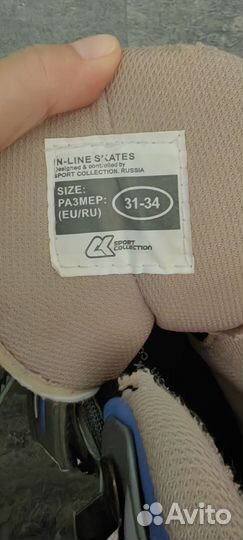 IN-LINE SKATES
Designed & controlled by
SPORT COLLECTION. RUSSIA
SIZE:
РАЗМЕР:
(EU/RU)
31-34
SPORT
COLLECTION
Avito